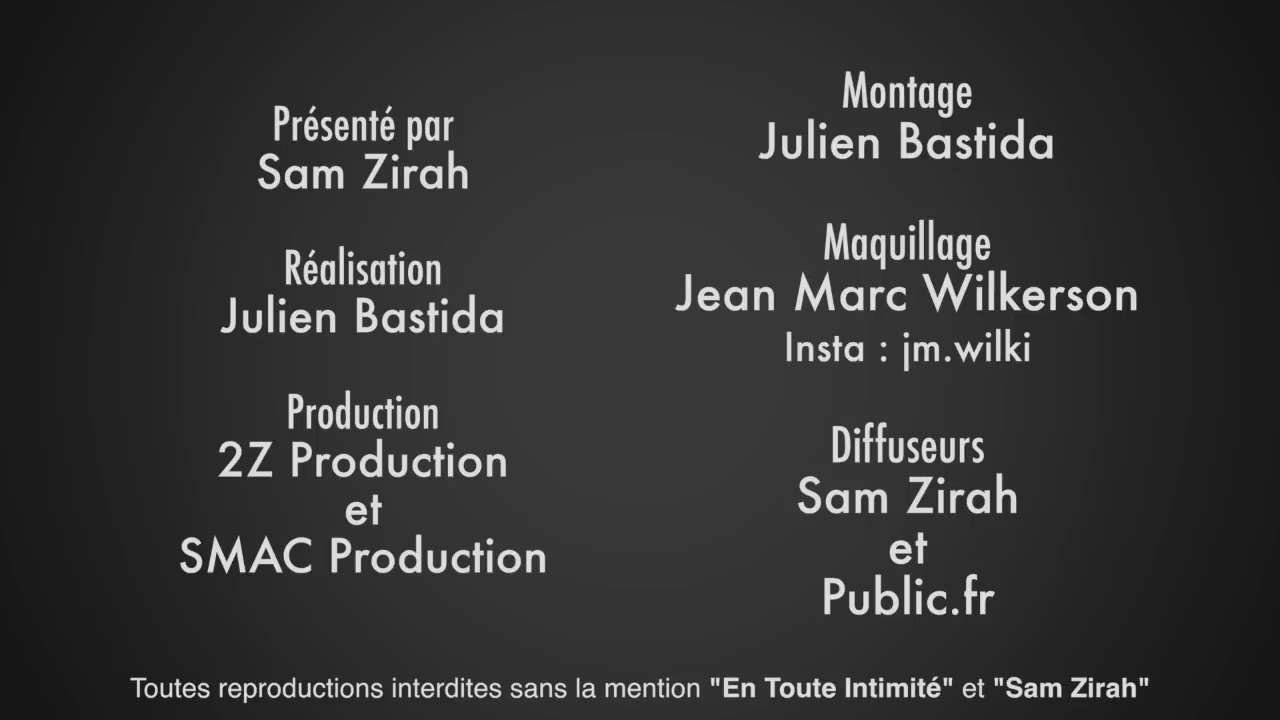 Présenté par
Sam Zirah
Réalisation
Julien Bastida
Production
2Z Production
et
SMAC Production
Montage
Julien Bastida
Maquillage
Jean Marc Wilkerson
Insta : jm.wilki
Diffuseurs
Sam Zirah
et
Public.fr
Toutes reproductions interdites sans la mention "En Toute Intimité" et "Sam Zirah"